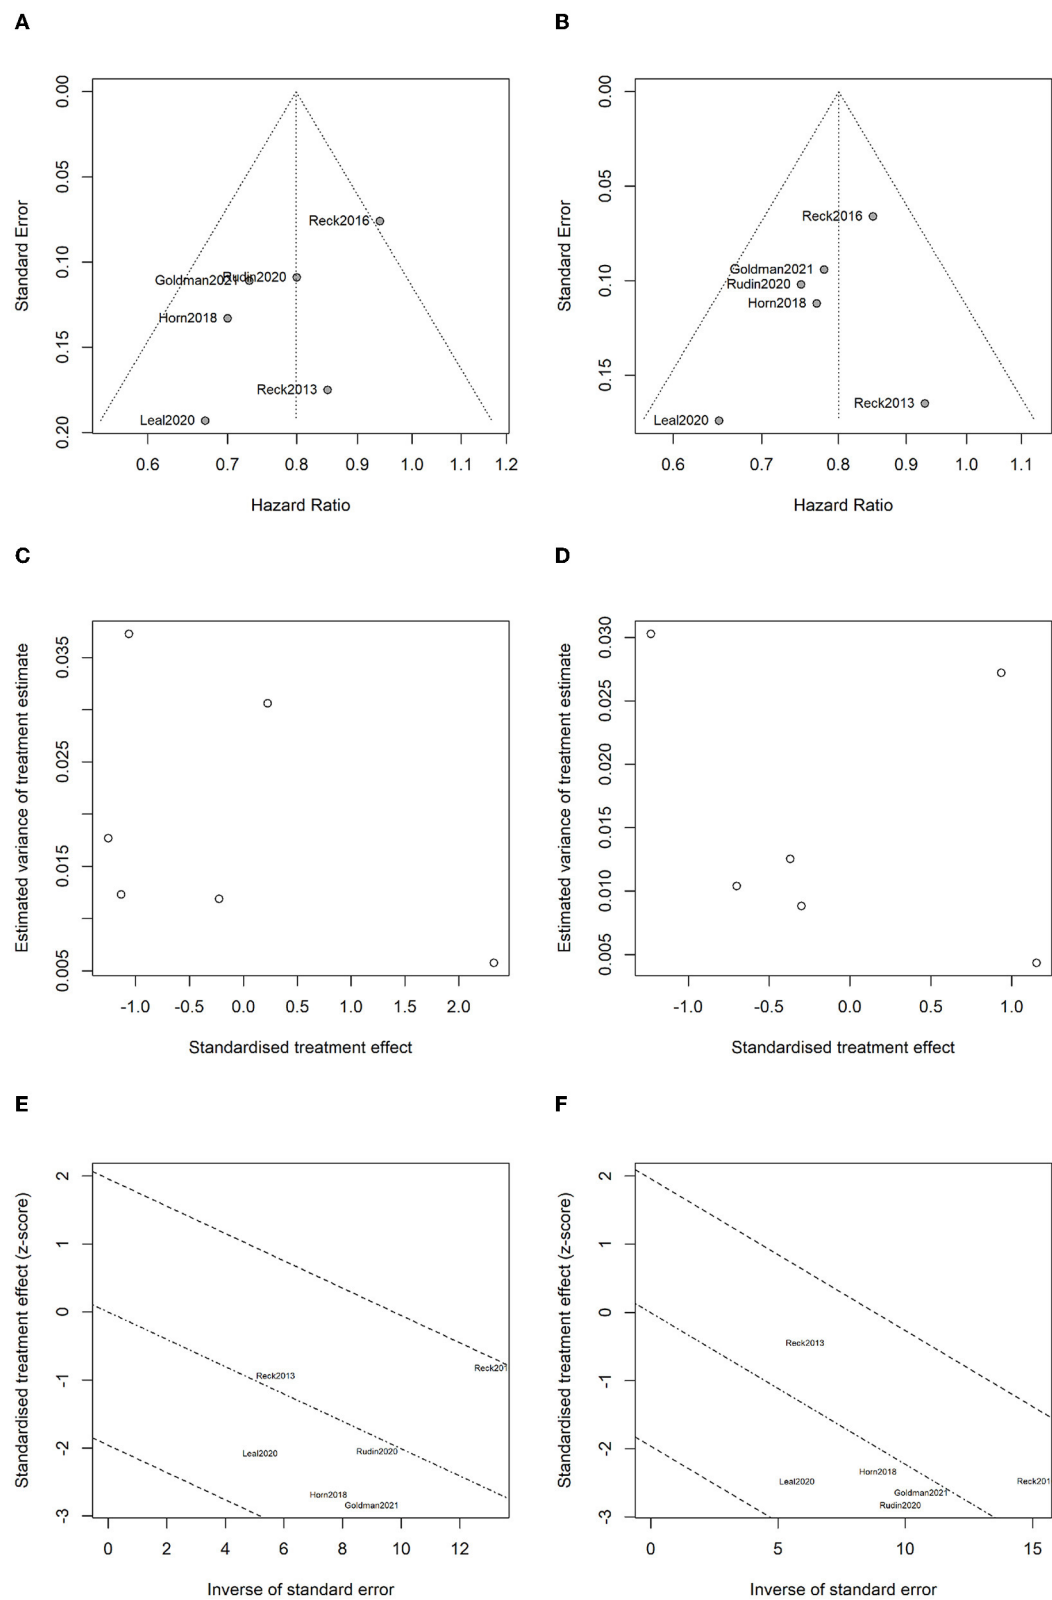 A
B
0.00
0.05
0.10
0.15
0.20
Standard Error
Reck2016
Rudin2020
Goldman2021
Horn2018
Reck2013
Leal2020
0.6 0.7 0.8 0.9 1.0 1.1 1.2
Hazard Ratio
0.00
0.05
0.10
0.15
Standard Error
Reck2016
Goldman2021
Rudin2020
Horn2018
Reck2013
Leal2020
0.6 0.7 0.8 0.9 1.0 1.1
Hazard Ratio
C
D
0.035
0.025
0.015
0.005
Estimated variance of treatment estimate
-1.0 -0.5 0.0 0.5 1.0 1.5 2.0
Standardised treatment effect
0.030
0.025
0.020
0.015
0.010
0.005
Estimated variance of treatment estimate
-1.0 -0.5 0.0 0.5 1.0
Standardised treatment effect
E
F
2
1
0
-1
-2
-3
Standardised treatment effect (z-score)
Reck201
Reck2013
Leal2020
Rudin2020
Horn2018
Goldman2021
0 2 4 6 8 10 12
Inverse of standard error
2
1
0
-1
-2
-3
Standardised treatment effect (z-score)
Reck2013
Horn2018
Leal2020
Reck201
Goldman2021
Rudin2020
0 5 10 15
Inverse of standard error